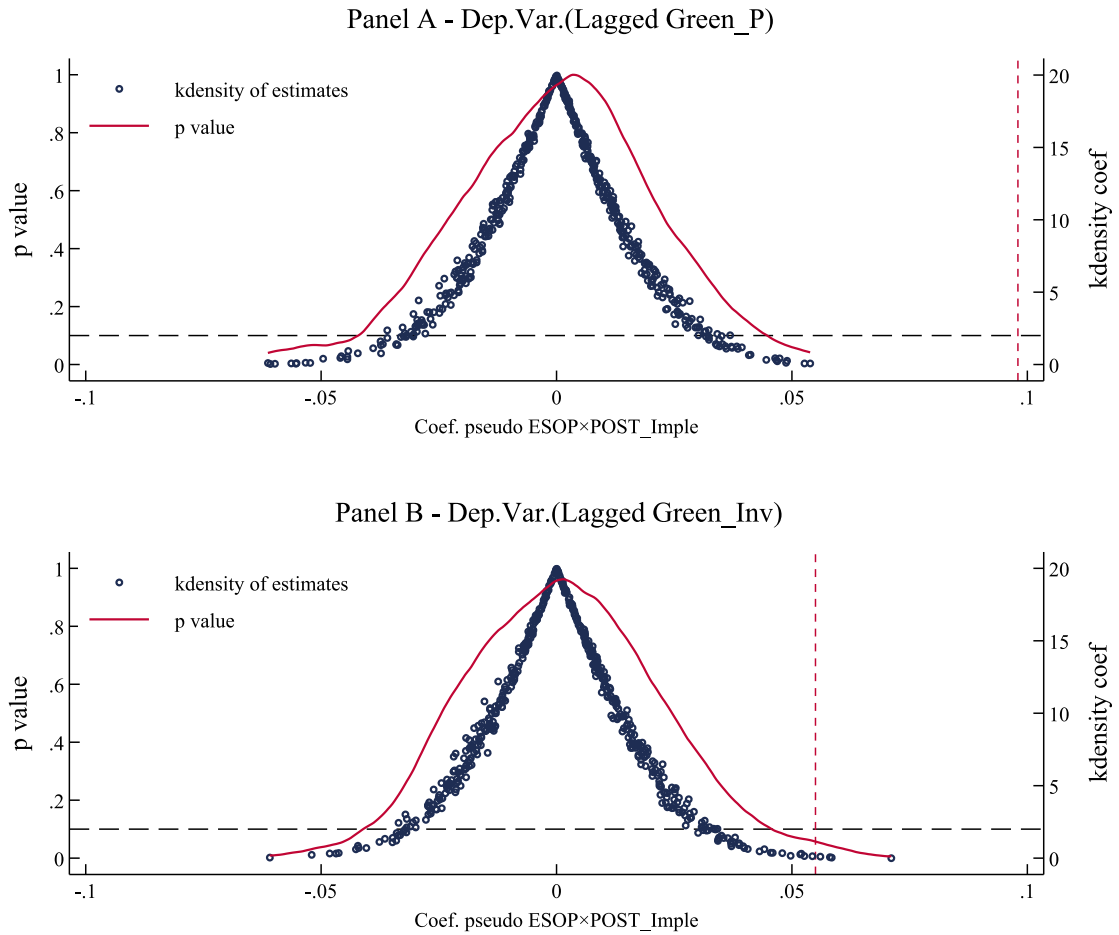 Panel A - Dep.Var.(Lagged Green_P)
kdensity of estimates
p value
1
.8
.6
.4
.2
0
p value
20
15
10
5
0
kdensity coef
-.1
-.05
0
.05
.1
Coef. pseudo ESOP×POST_Imple
Panel B - Dep.Var.(Lagged Green_Inv)
kdensity of estimates
p value
1
.8
.6
.4
.2
0
p value
20
15
10
5
0
kdensity coef
-.1
-.05
0
.05
.1
Coef. pseudo ESOP×POST_Imple